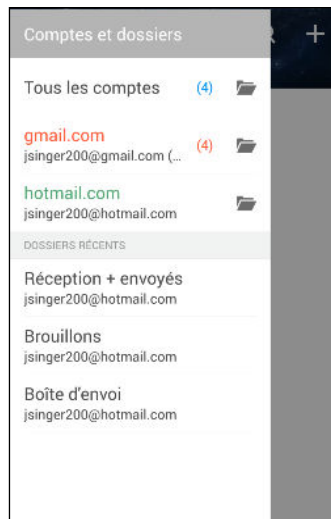 Comptes et dossiers
Tous les comptes (4)
gmail.com (4)
jsinger200@gmail.com (...
hotmail.com
jsinger200@hotmail.com
DOSSIERS RÉCENTS
Réception + envoyés
jsinger200@hotmail.com
Brouillons
jsinger200@hotmail.com
Boîte d'envoi
jsinger200@hotmail.com